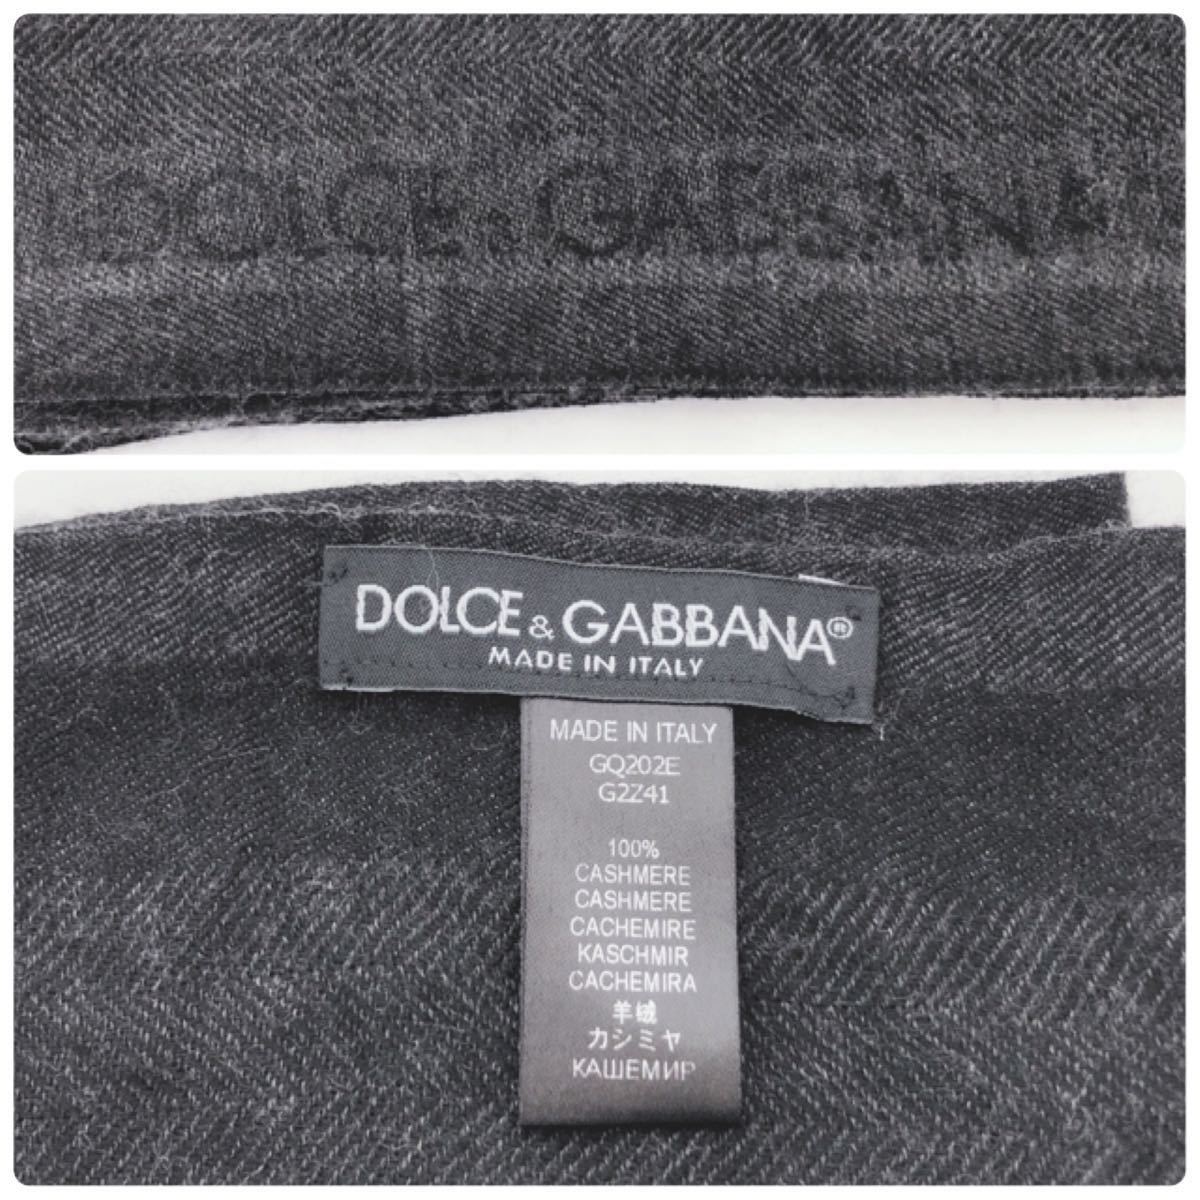 DOLCE & GABBANA
DOLCE & GABBANA®
MADE IN ITALY
MADE IN ITALY
GQ202E
G2Z41
100%
CASHMERE
CASHMERE
CACHEMIRE
KASCHMIR
CACHEMIRA
羊绒
カシミヤ
КАШЕМИР